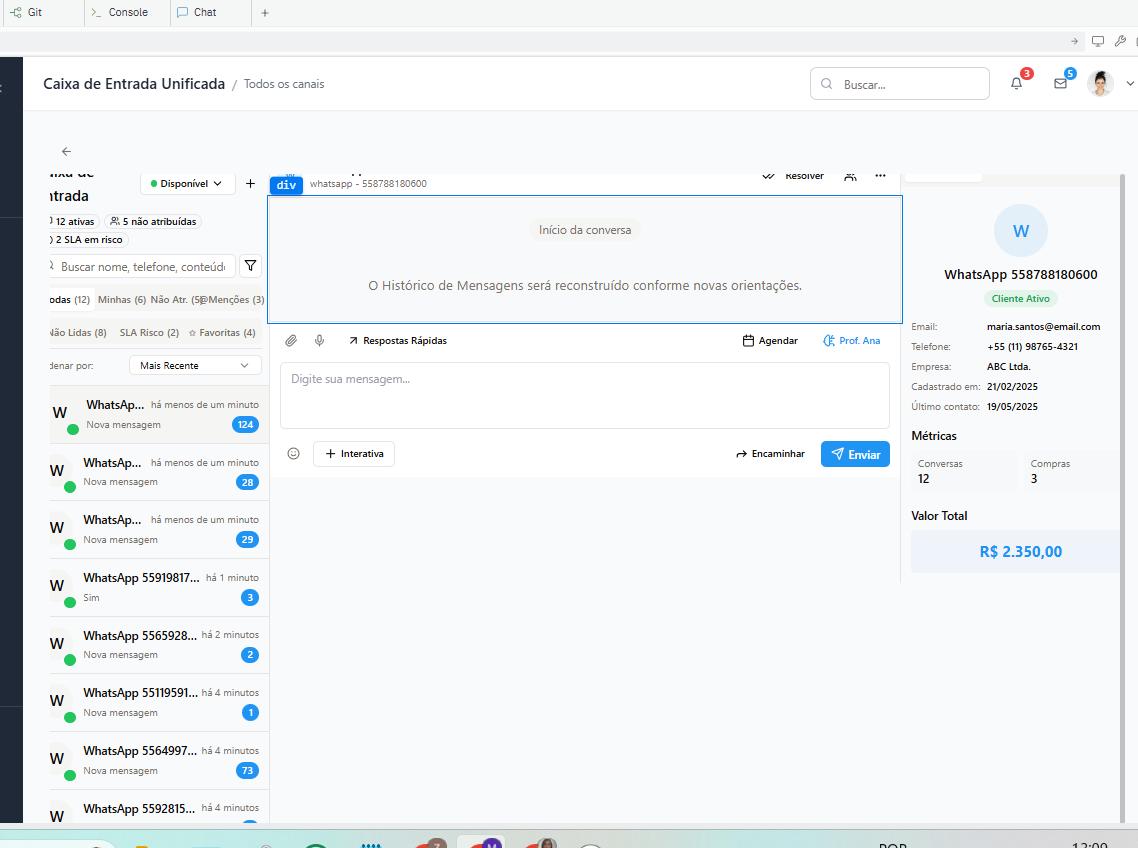 Git
Console
Chat
Caixa de Entrada Unificada / Todos os canais
Buscar...
3
5
ntrada
Disponível
12 ativas
5 não atribuídas
2 SLA em risco
Buscar nome, telefone, conteúdo
odas (12)
Minhas (6)
Não Atr. (5
@Menções (3)
Não Lidas (8)
SLA Risco (2)
Favoritas (4)
denar por:
Mais Recente
W
WhatsAp...
há menos de um minuto
Nova mensagem
124
W
WhatsAp...
há menos de um minuto
Nova mensagem
28
W
WhatsAp...
há menos de um minuto
Nova mensagem
29
W
WhatsApp 55919817...
há 1 minuto
Sim
3
W
WhatsApp 5565928...
há 2 minutos
Nova mensagem
2
W
WhatsApp 55119591...
há 4 minutos
Nova mensagem
1
W
WhatsApp 5564997...
há 4 minutos
Nova mensagem
73
W
WhatsApp 5592815...
há 4 minutos
div
whatsapp - 558788180600
Resolver
Início da conversa
O Histórico de Mensagens será reconstruído conforme novas orientações.
Respostas Rápidas
Agendar
Prof. Ana
Digite sua mensagem...
Interativa
Encaminhar
Enviar
W
WhatsApp 558788180600
Cliente Ativo
Email: maria.santos@email.com
Telefone: +55 (11) 98765-4321
Empresa: ABC Ltda.
Cadastrado em: 21/02/2025
Último contato: 19/05/2025
Métricas
Conversas
12
Compras
3
Valor Total
R$ 2.350,00